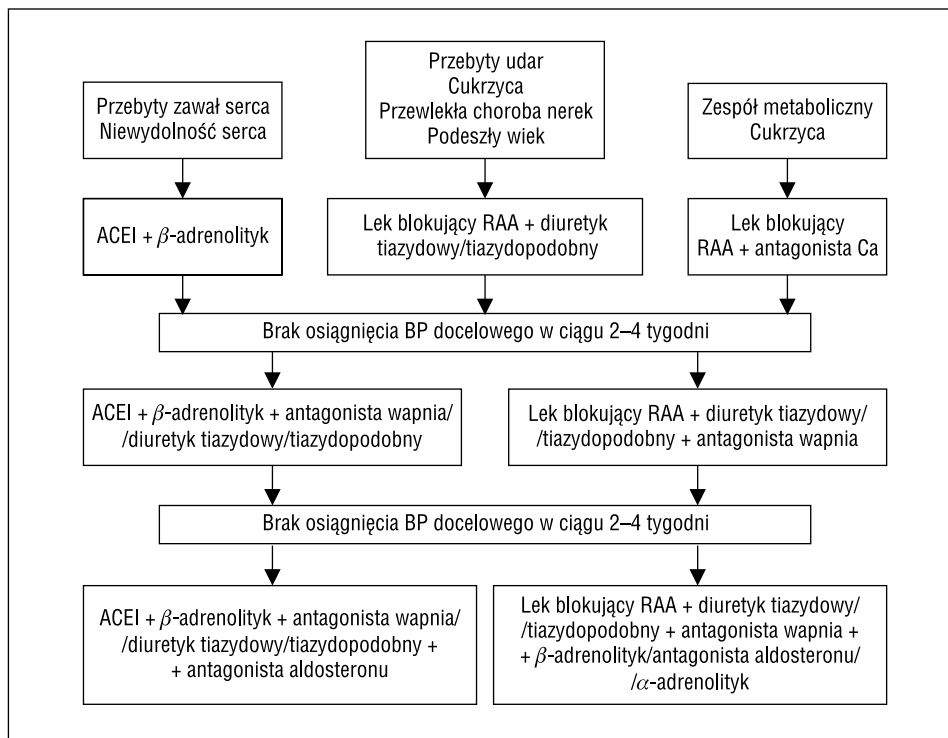 Przebyty zawał serca
Niewydolność serca
Przebyty udar
Cukrzyca
Przewlekła choroba nerek
Podeszły wiek
Zespół metaboliczny
Cukrzyca
ACEI + β-adrenolityk
Lek blokujący RAA + diuretyk
tiazydowy/tiazydopodobny
Lek blokujący
RAA + antagonista Ca
Brak osiągnięcia BP docelowego w ciągu 2–4 tygodni
ACEI + β-adrenolityk + antagonista wapnia/
/diuretyk tiazydowy/tiazydopodobny
Lek blokujący RAA + diuretyk tiazydowy/
/tiazydopodobny + antagonista wapnia
Brak osiągnięcia BP docelowego w ciągu 2–4 tygodni
ACEI + β-adrenolityk + antagonista wapnia/
/diuretyk tiazydowy/tiazydopodobny +
+ antagonista aldosteronu
Lek blokujący RAA + diuretyk tiazydowy/
/tiazydopodobny + antagonista wapnia +
+ β-adrenolityk/antagonista aldosteronu/
/α-adrenolityk